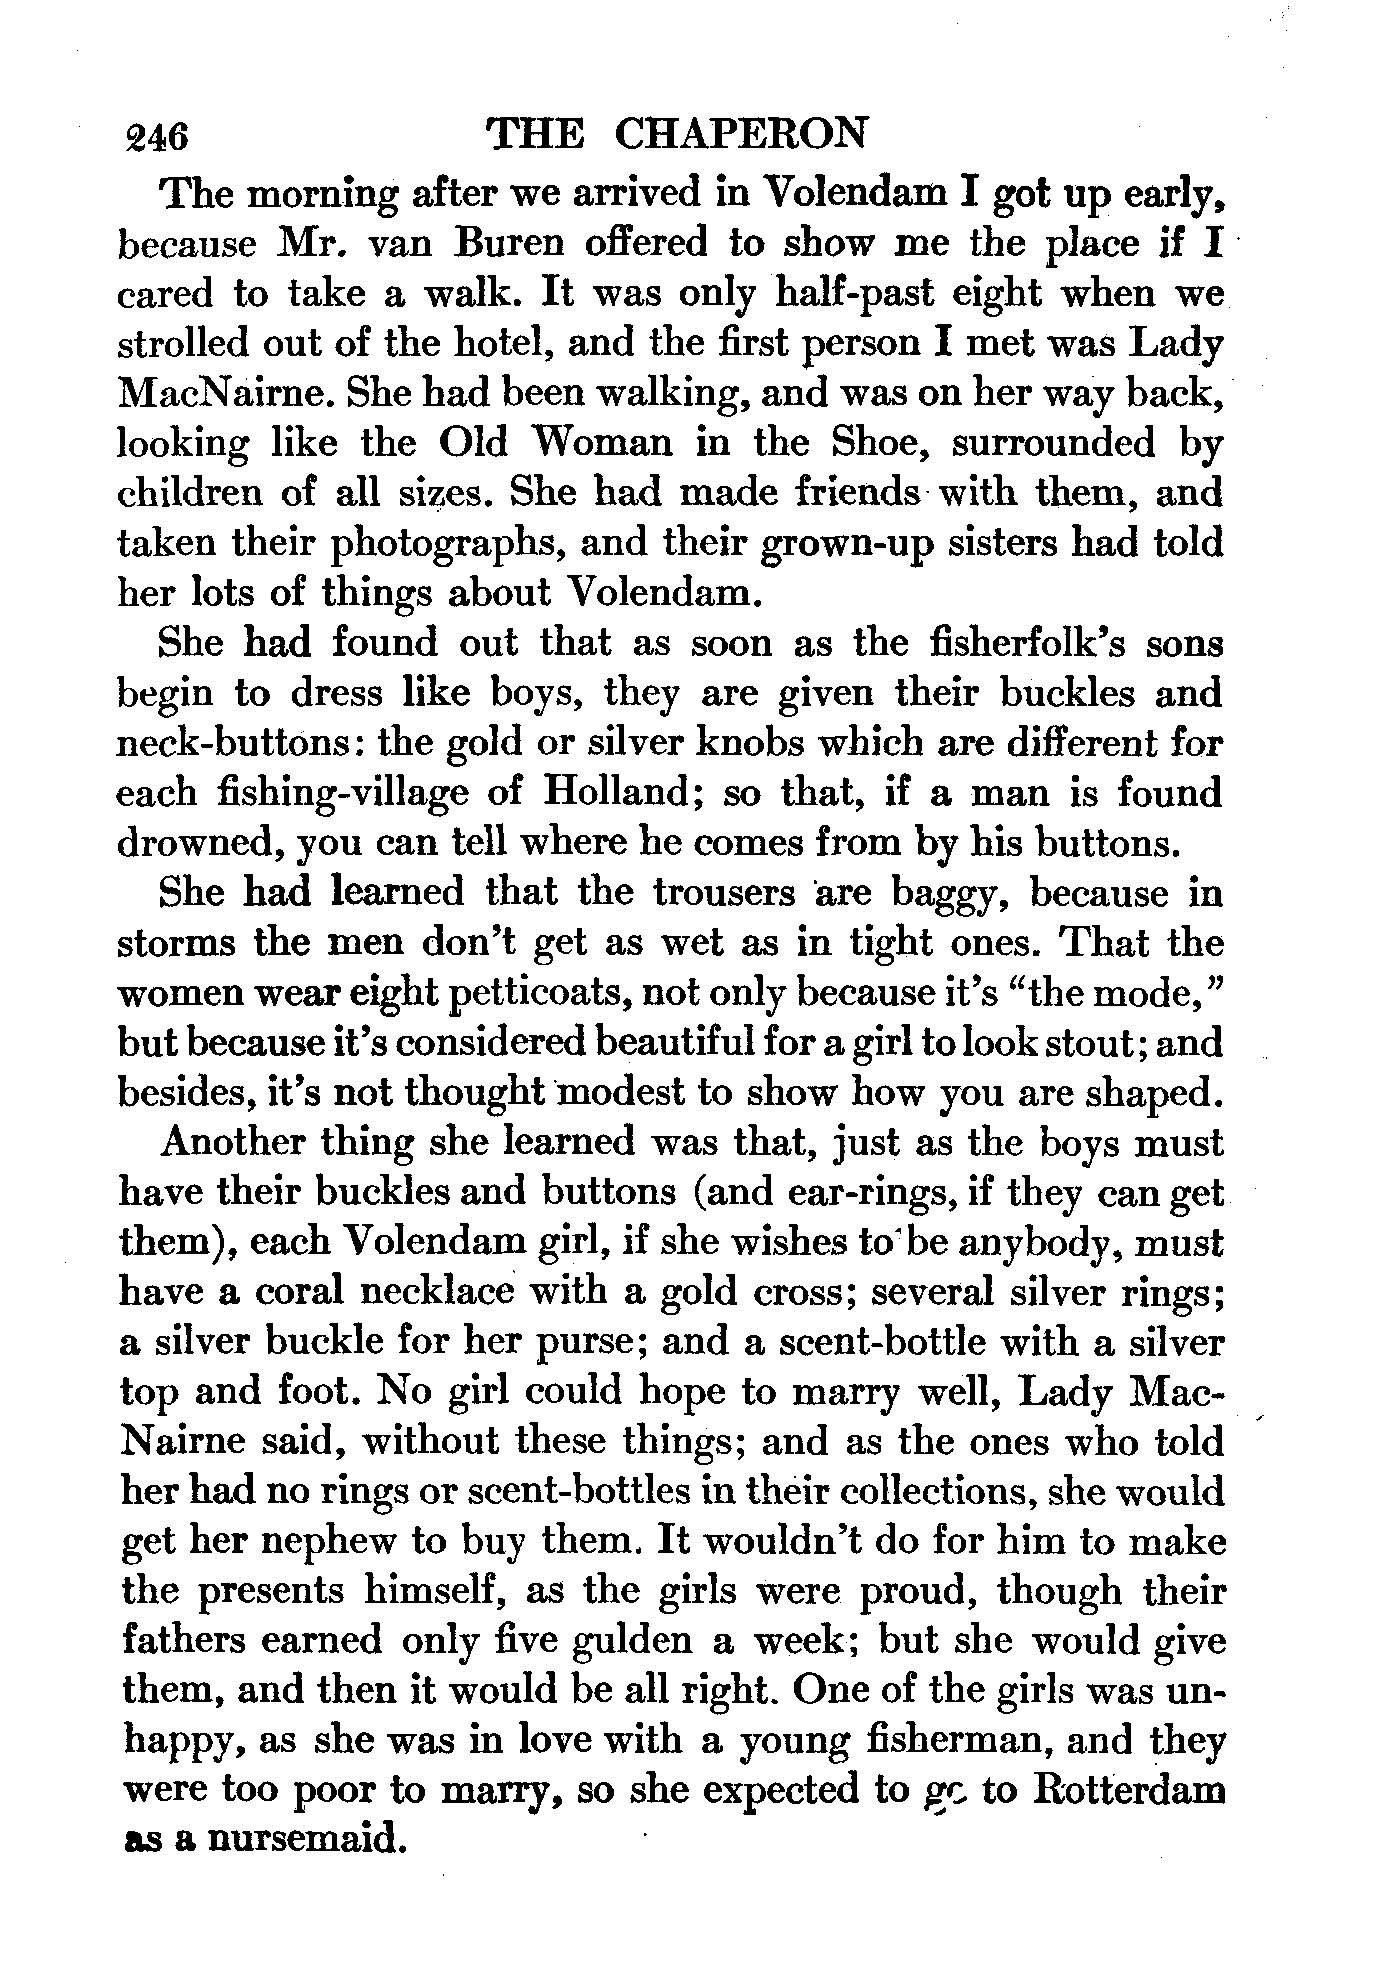 246 THE CHAPERON
The morning after we arrived in Volendam I got up early,
because Mr. van Buren offered to show me the place if I
cared to take a walk. It was only half-past eight when we
strolled out of the hotel, and the first person I met was Lady
MacNairne. She had been walking, and was on her way back,
looking like the Old Woman in the Shoe, surrounded by
children of all sizes. She had made friends with them, and
taken their photographs, and their grown-up sisters had told
her lots of things about Volendam.
She had found out that as soon as the fisherfolk's sons
begin to dress like boys, they are given their buckles and
neck-buttons: the gold or silver knobs which are different for
each fishing-village of Holland; so that, if a man is found
drowned, you can tell where he comes from by his buttons.
She had learned that the trousers are baggy, because in
storms the men don't get as wet as in tight ones. That the
women wear eight petticoats, not only because it's "the mode,"
but because it's considered beautiful for a girl to look stout; and
besides, it's not thought modest to show how you are shaped.
Another thing she learned was that, just as the boys must
have their buckles and buttons (and ear-rings, if they can get
them), each Volendam girl, if she wishes to be anybody, must
have a coral necklace with a gold cross; several silver rings;
a silver buckle for her purse; and a scent-bottle with a silver
top and foot. No girl could hope to marry well, Lady Mac-
Nairne said, without these things; and as the ones who told
her had no rings or scent-bottles in their collections, she would
get her nephew to buy them. It wouldn't do for him to make
the presents himself, as the girls were proud, though their
fathers earned only five gulden a week; but she would give
them, and then it would be all right. One of the girls was un-
happy, as she was in love with a young fisherman, and they
were too poor to marry, so she expected to go to Rotterdam
as a nursemaid.